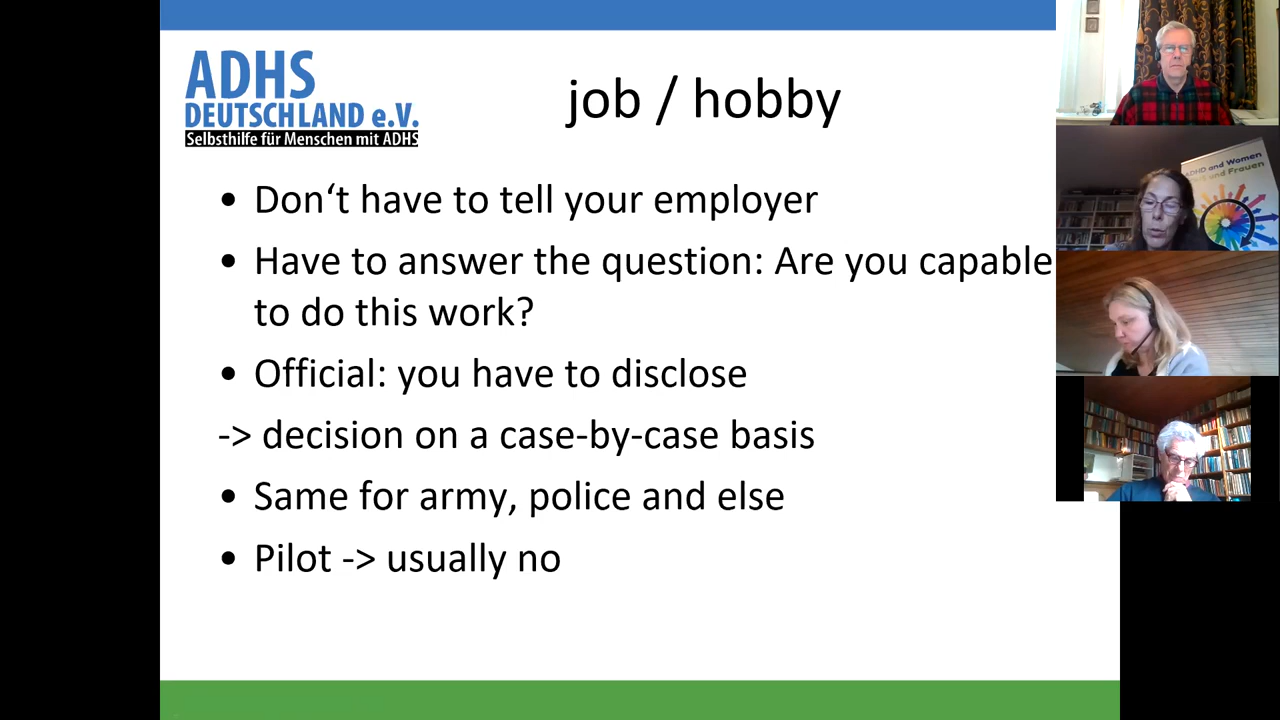 ADHS
DEUTSCHLAND e.V.
Selbsthilfe für Menschen mit ADHS
job / hobby
• Don‘t have to tell your employer
• Have to answer the question: Are you capable
to do this work?
• Official: you have to disclose
-> decision on a case-by-case basis
• Same for army, police and else
• Pilot -> usually no
ADHD and Women
und Frauen